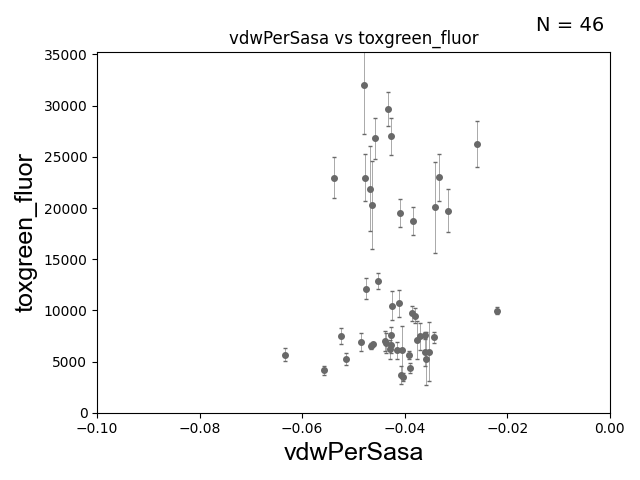 N = 46
vdwPerSasa vs toxgreen_fluor
35000
30000
25000
20000
15000
10000
5000
0
toxgreen_fluor
−0.10 −0.08 −0.06 −0.04 −0.02 0.00
vdwPerSasa